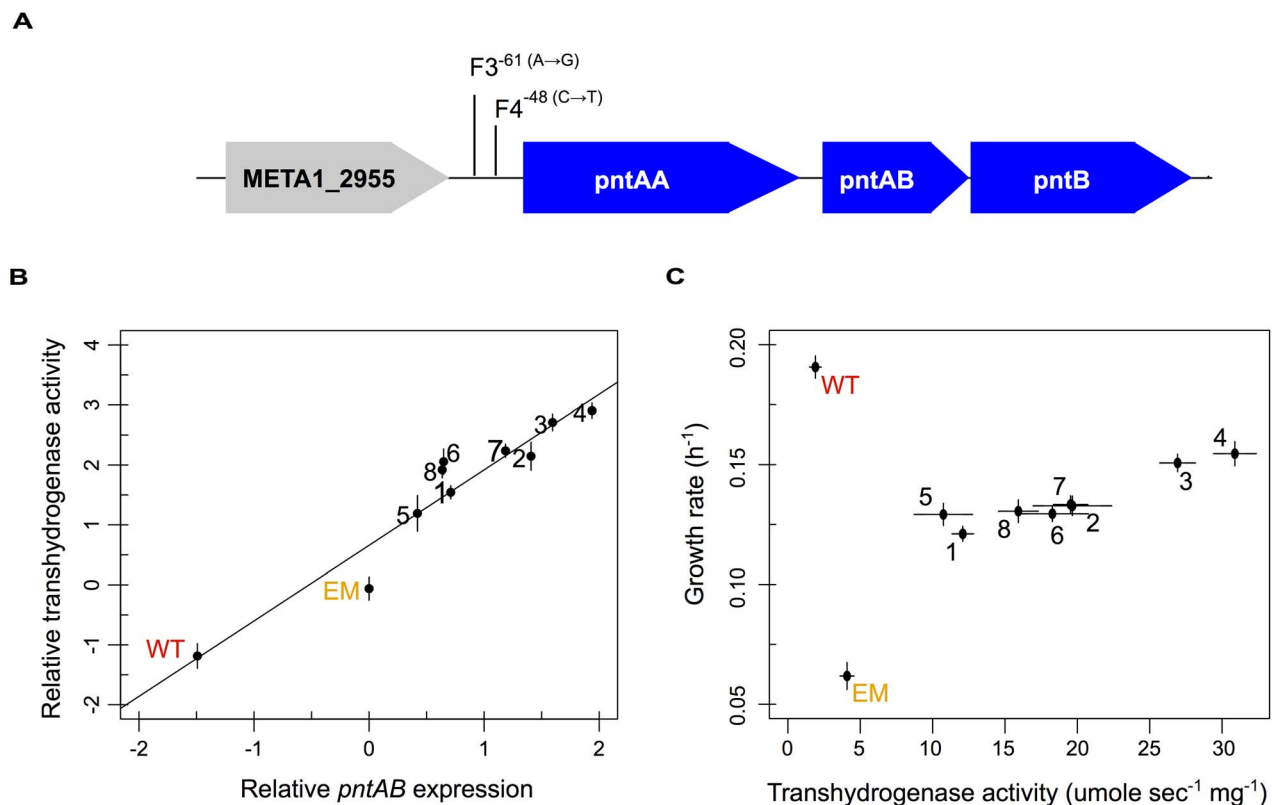 A
F3⁻⁶¹ ⁽ᴬ→ᴳ⁾
F4⁻⁴⁸ ⁽ᶜ→ᵀ⁾
META1_2955
pntAA
pntAB
pntB
B
Relative transhydrogenase activity
4
3
2
1
0
-1
-2
WT
EM
5
1
8
6
7
2
3
4
-2
-1
0
1
2
Relative pntAB expression
C
Growth rate (h⁻¹)
0.20
0.15
0.10
0.05
WT
EM
5
1
8
6
7
2
3
4
0
5
10
15
20
25
30
Transhydrogenase activity (umole sec⁻¹ mg⁻¹)